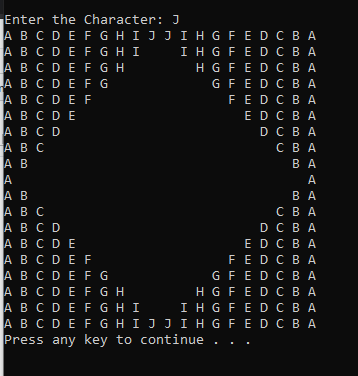 Enter the Character: J
A B C D E F G H I J J I H G F E D C B A
A B C D E F G H I     I H G F E D C B A
A B C D E F G H         H G F E D C B A
A B C D E F G             G F E D C B A
A B C D E F                 F E D C B A
A B C D E                     E D C B A
A B C D                         D C B A
A B C                             C B A
A B                                 B A
A                                     A
A B                                 B A
A B C                             C B A
A B C D                         D C B A
A B C D E                     E D C B A
A B C D E F                 F E D C B A
A B C D E F G             G F E D C B A
A B C D E F G H         H G F E D C B A
A B C D E F G H I     I H G F E D C B A
A B C D E F G H I J J I H G F E D C B A
Press any key to continue . . .